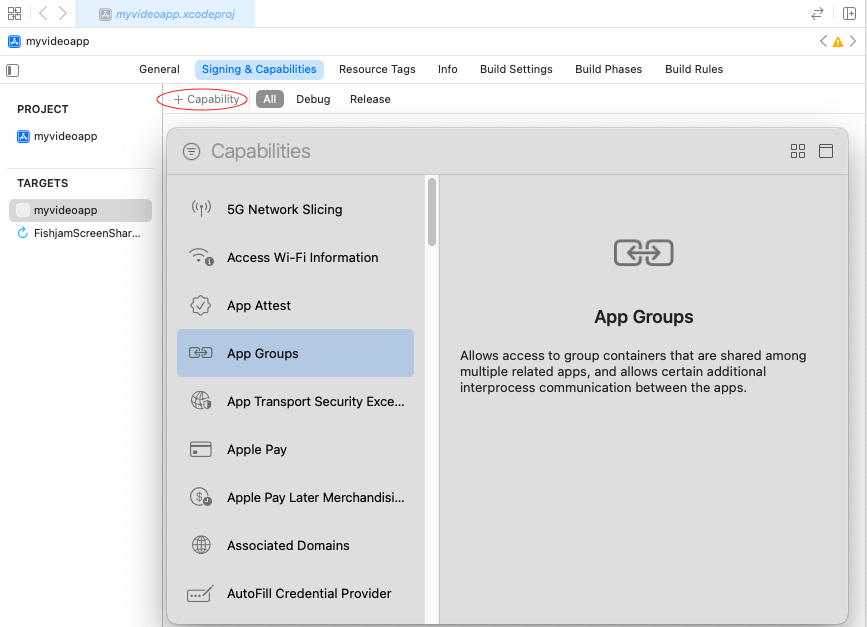 myvideoapp.xcodeproj
myvideoapp
General Signing & Capabilities Resource Tags Info Build Settings Build Phases Build Rules
+ Capability All Debug Release
PROJECT
myvideoapp
TARGETS
myvideoapp
FishjamScreenShar...
Capabilities
5G Network Slicing
Access Wi-Fi Information
App Attest
App Groups
App Transport Security Exce...
Apple Pay
Apple Pay Later Merchandisi...
Associated Domains
AutoFill Credential Provider
App Groups
Allows access to group containers that are shared among
multiple related apps, and allows certain additional
interprocess communication between the apps.